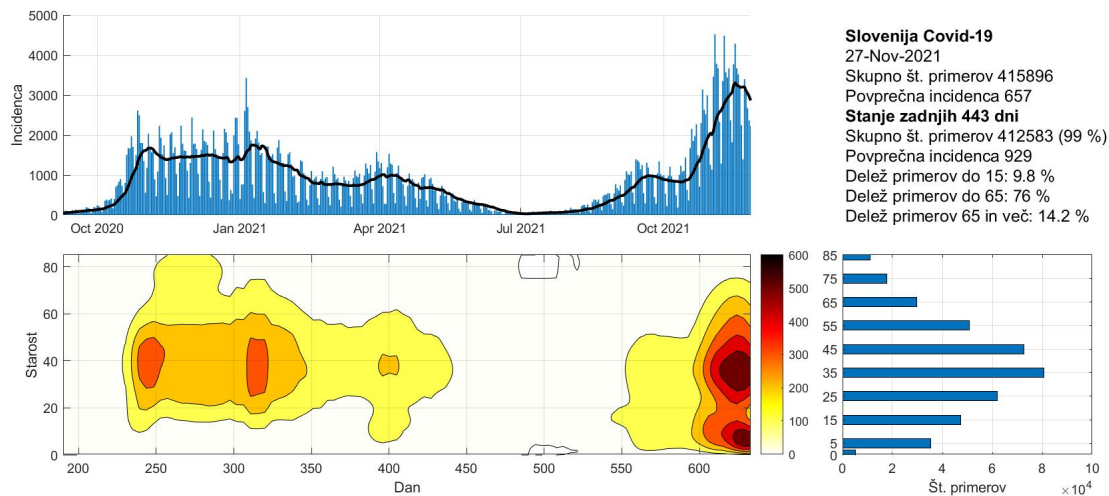 5000
4000
3000
2000
1000
0
Incidenca
Oct 2020
Jan 2021
Apr 2021
Jul 2021
Oct 2021
Slovenija Covid-19
27-Nov-2021
Skupno št. primerov 415896
Povprečna incidenca 657
Stanje zadnjih 443 dni
Skupno št. primerov 412583 (99 %)
Povprečna incidenca 929
Delež primerov do 15: 9.8 %
Delež primerov do 65: 76 %
Delež primerov 65 in več: 14.2 %
80
60
40
20
0
Starost
200
250
300
350
400
450
500
550
600
Dan
600
500
400
300
200
100
0
85
75
65
55
45
35
25
15
5
0
0
2
4
6
8
10
Št. primerov
×10⁴